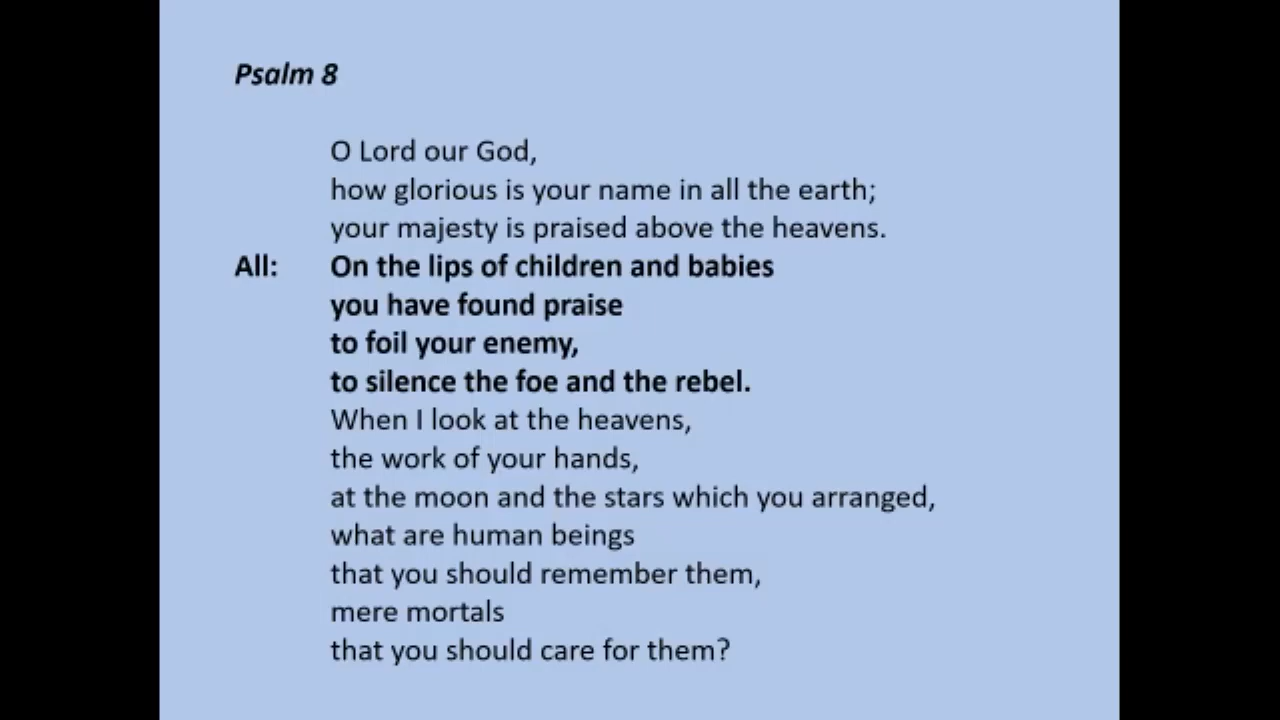 Psalm 8
O Lord our God,
how glorious is your name in all the earth;
your majesty is praised above the heavens.
All: On the lips of children and babies
you have found praise
to foil your enemy,
to silence the foe and the rebel.
When I look at the heavens,
the work of your hands,
at the moon and the stars which you arranged,
what are human beings
that you should remember them,
mere mortals
that you should care for them?